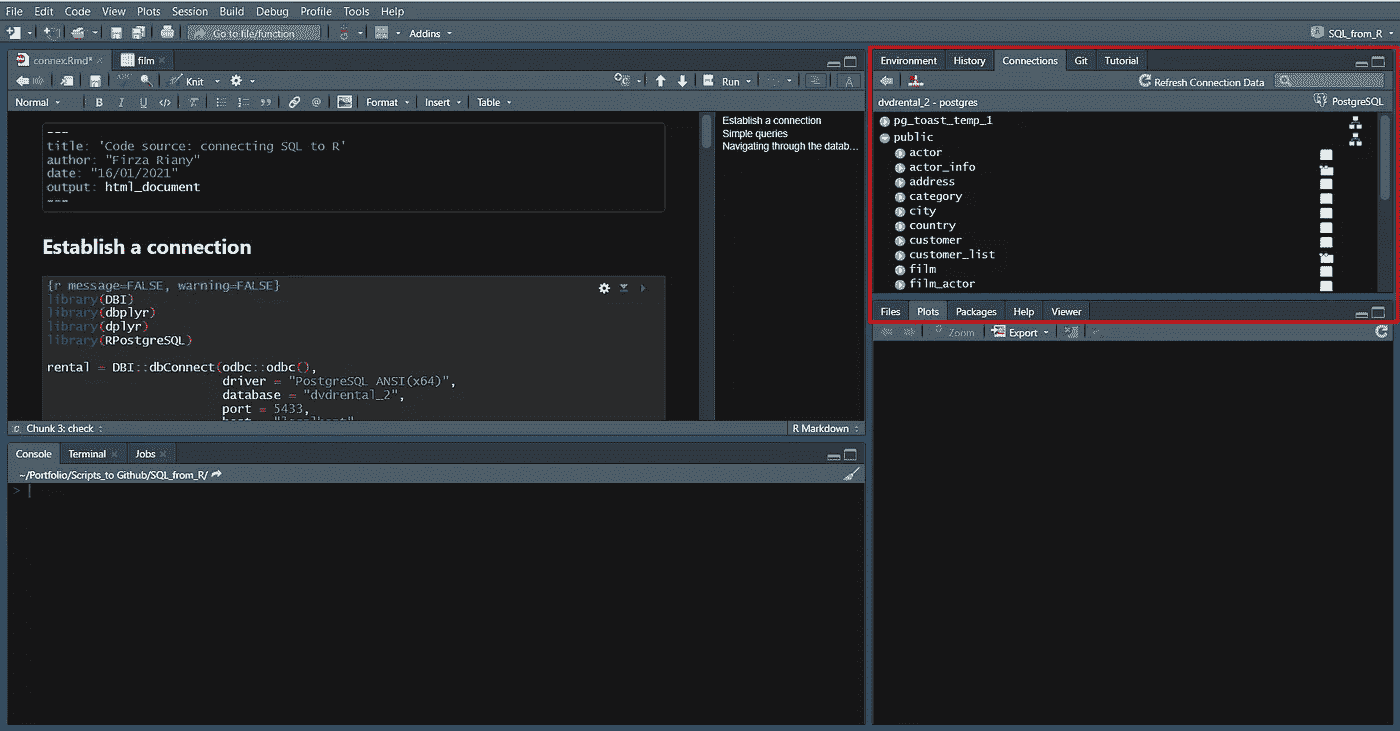 File Edit Code View Plots Session Build Debug Profile Tools Help
Go to file/function Addins SQL_from_R
connex.Rmd* film
Knit Run
Normal B I U Format Insert Table
---
title: 'Code source: connecting SQL to R'
author: "Firza Riany"
date: "16/01/2021"
output: html_document
---
Establish a connection
{r message=FALSE, warning=FALSE}
library(DBI)
library(dbplyr)
library(dplyr)
library(RPostgreSQL)
rental = DBI::dbConnect(odbc::odbc(),
driver = "PostgreSQL ANSI(x64)",
database = "dvdrental_2",
port = 5433,
Establish a connection
Simple queries
Navigating through the datab...
Chunk 3: check R Markdown
Console Terminal Jobs
~/Portfolio/Scripts_to Github/SQL_from_R/
>
Environment History Connections Git Tutorial
Refresh Connection Data
dvdrental_2 - postgres PostgreSQL
pg_toast_temp_1
public
actor
actor_info
address
category
city
country
customer
customer_list
film
film_actor
Files Plots Packages Help Viewer
Zoom Export